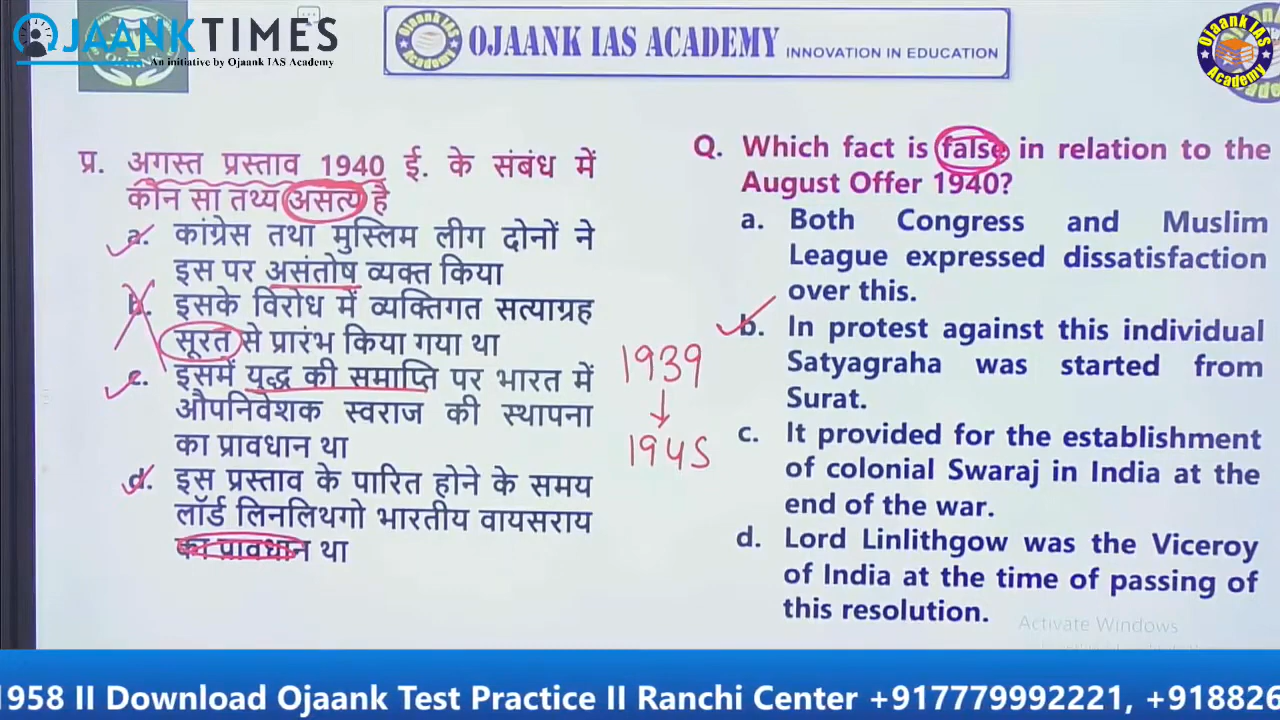 OJAANKTIMES
An initiative by Ojaank IAS Academy
OJAANK IAS ACADEMY INNOVATION IN EDUCATION
Ojaank IAS
Academy
प्र. अगस्त प्रस्ताव 1940 ई. के संबंध में
कौन सा तथ्य असत्य है
a. कांग्रेस तथा मुस्लिम लीग दोनों ने
इस पर असंतोष व्यक्त किया
b. इसके विरोध में व्यक्तिगत सत्याग्रह
सूरत से प्रारंभ किया गया था
c. इसमें युद्ध की समाप्ति पर भारत में
औपनिवेशक स्वराज की स्थापना
का प्रावधान था
d. इस प्रस्ताव के पारित होने के समय
लॉर्ड लिनलिथगो भारतीय वायसराय
का प्रावधान था
1939
1945
Q. Which fact is false in relation to the
August Offer 1940?
a. Both Congress and Muslim
League expressed dissatisfaction
over this.
b. In protest against this individual
Satyagraha was started from
Surat.
c. It provided for the establishment
of colonial Swaraj in India at the
end of the war.
d. Lord Linlithgow was the Viceroy
of India at the time of passing of
this resolution.
Activate Windows
1958 II Download Ojaank Test Practice II Ranchi Center +917779992221, +918826